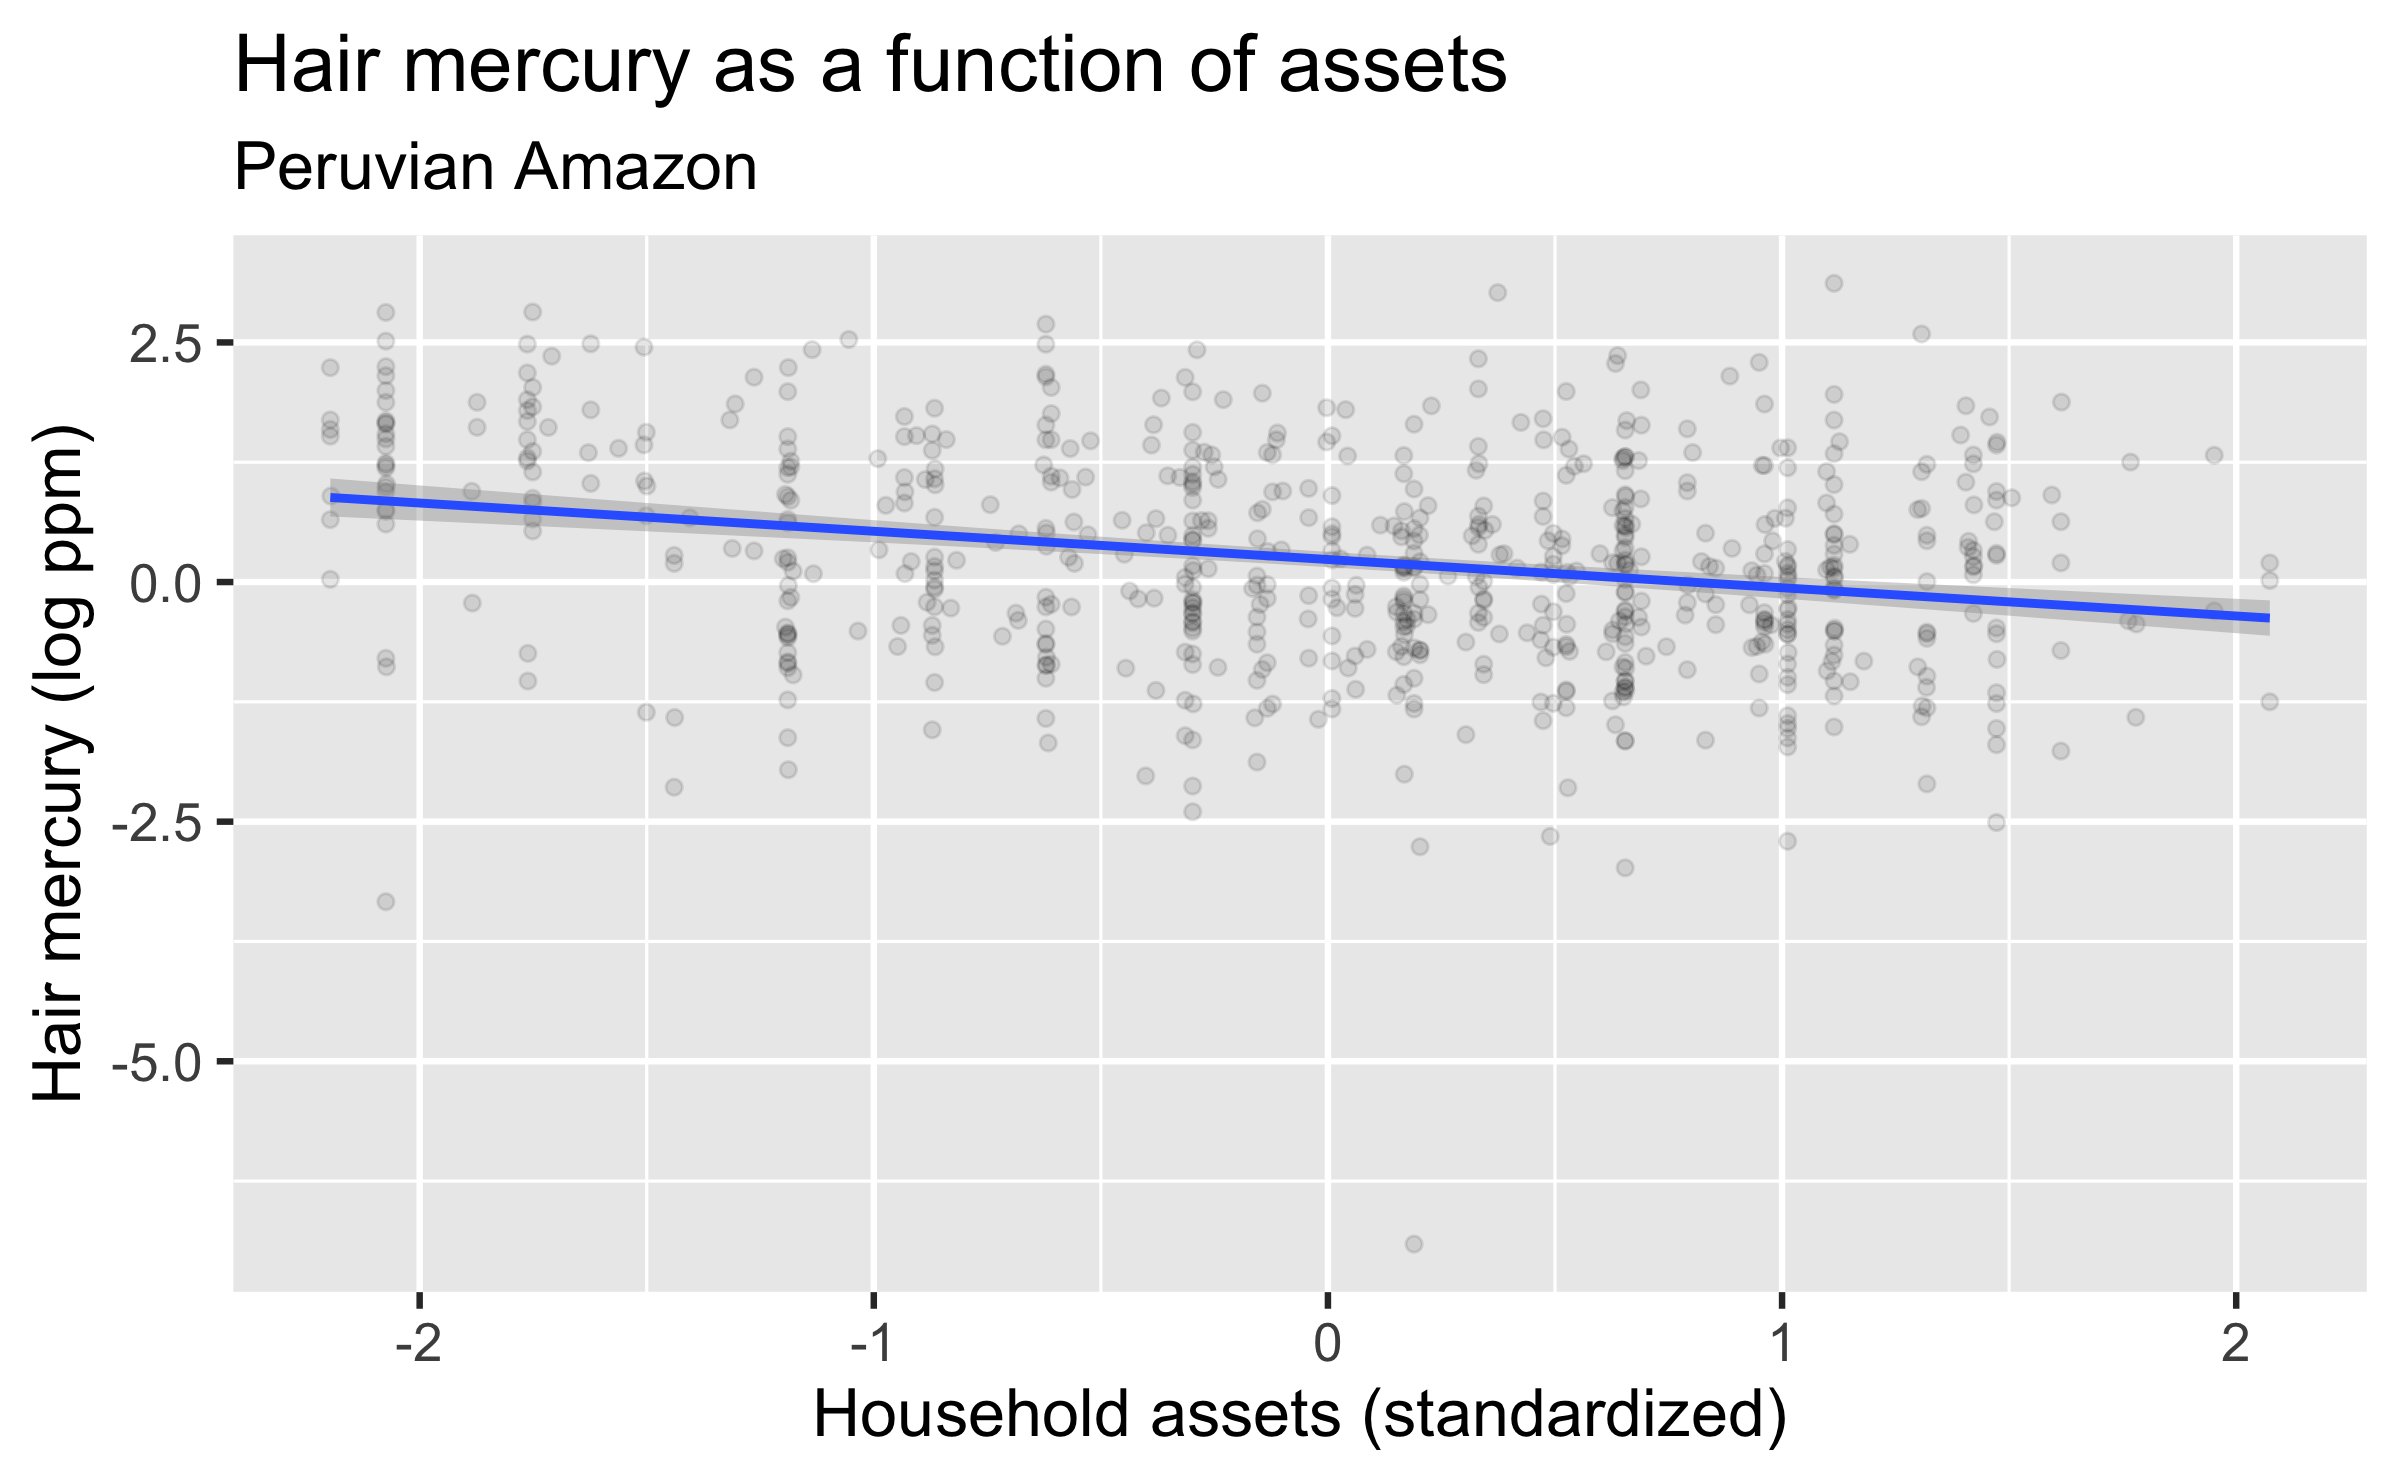 Hair mercury as a function of assets
Peruvian Amazon
Hair mercury (log ppm)
2.5
0.0
-2.5
-5.0
-2
-1
0
1
2
Household assets (standardized)